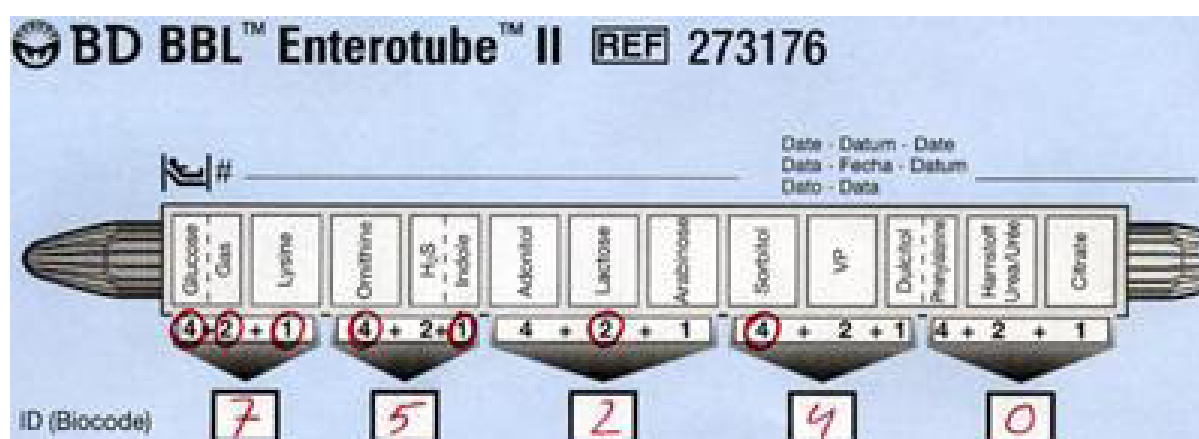 BD BBL™ Enterotube™ II REF 273176
Date - Datum - Date
Data - Fecha - Datum
Dato - Data
#
Glucose Gas Lysine Ornithine H₂S Indole Adonitol Lactose Arabinose Sorbitol VP Dulcitol Phenylalanine Harnstoff Urea/Urée Citrate
4+2+1 4+2+1 4+2+1 4+2+1 4+2+1
ID (Biocode) 7 5 2 4 0